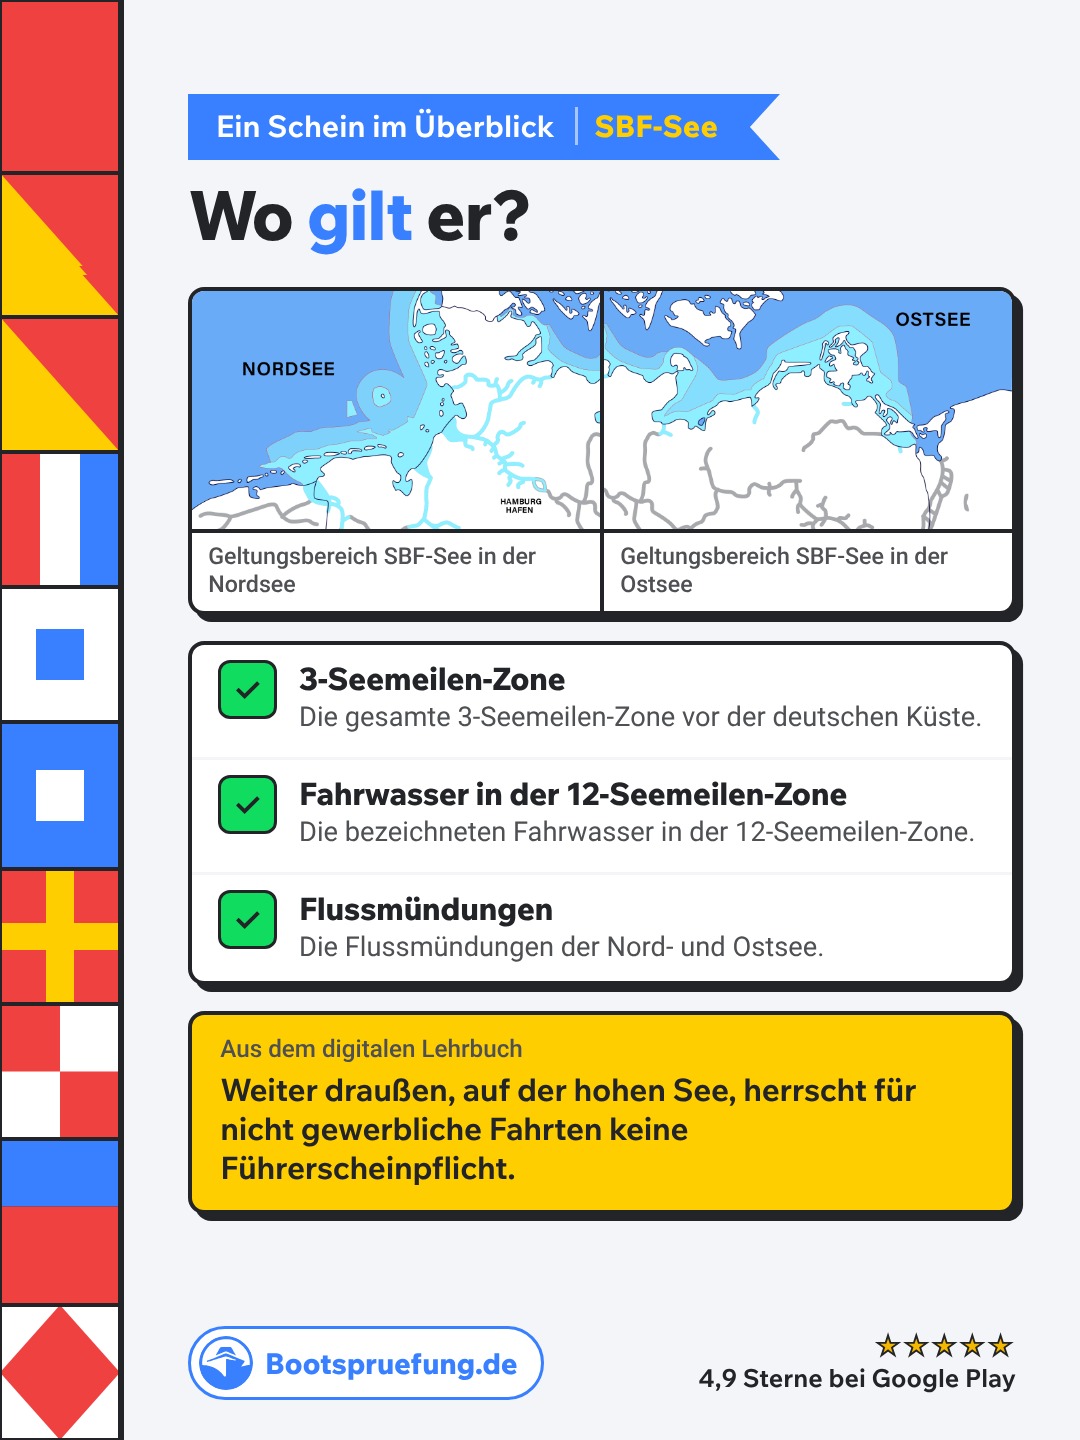 Ein Schein im Überblick | SBF-See
Wo gilt er?
NORDSEE
OSTSEE
HAMBURG
HAFEN
Geltungsbereich SBF-See in der
Nordsee
Geltungsbereich SBF-See in der
Ostsee
3-Seemeilen-Zone
Die gesamte 3-Seemeilen-Zone vor der deutschen Küste.
Fahrwasser in der 12-Seemeilen-Zone
Die bezeichneten Fahrwasser in der 12-Seemeilen-Zone.
Flussmündungen
Die Flussmündungen der Nord- und Ostsee.
Aus dem digitalen Lehrbuch
Weiter draußen, auf der hohen See, herrscht für
nicht gewerbliche Fahrten keine
Führerscheinpflicht.
Bootspruefung.de
4,9 Sterne bei Google Play